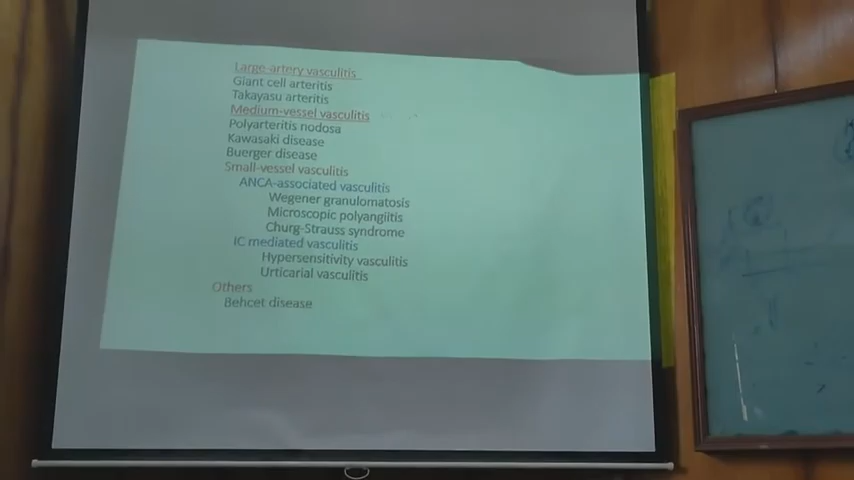 Large-artery vasculitis
Giant cell arteritis
Takayasu arteritis
Medium-vessel vasculitis
Polyarteritis nodosa
Kawasaki disease
Buerger disease
Small-vessel vasculitis
ANCA-associated vasculitis
Wegener granulomatosis
Microscopic polyangiitis
Churg-Strauss syndrome
IC mediated vasculitis
Hypersensitivity vasculitis
Urticarial vasculitis
Others
Behcet disease